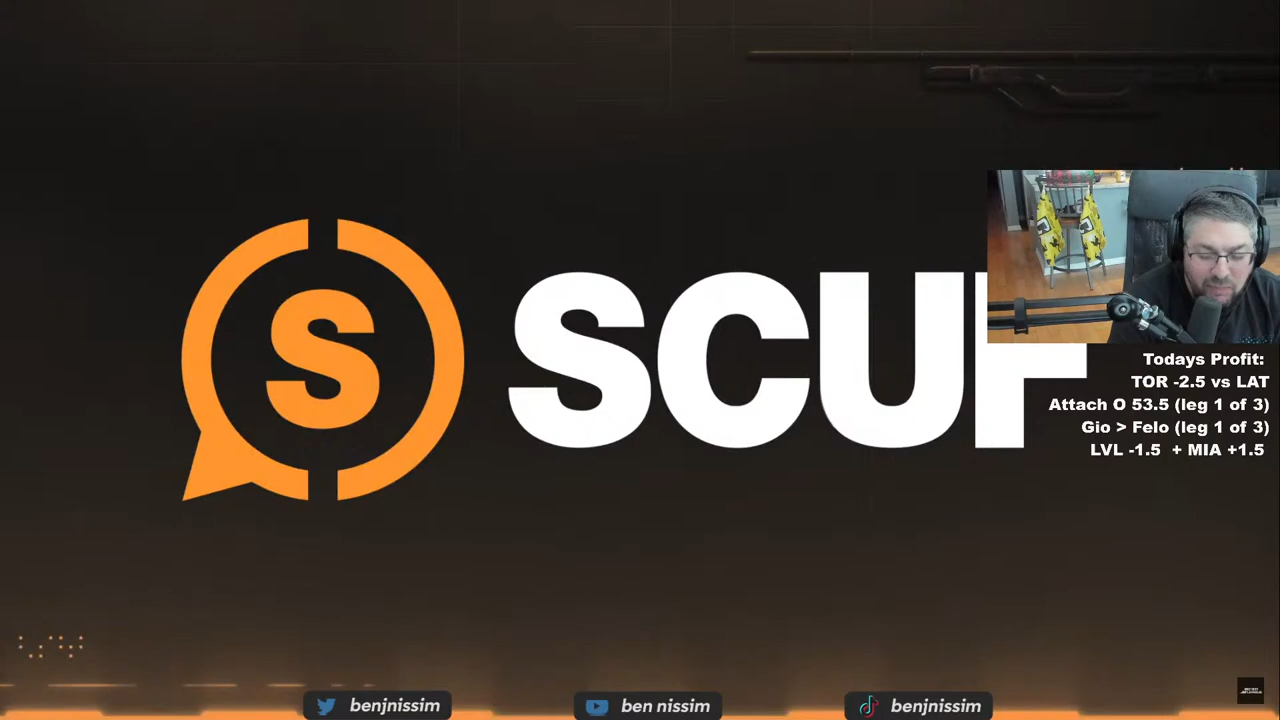 S SCUF
Todays Profit:
TOR -2.5 vs LAT
Attach O 53.5 (leg 1 of 3)
Gio > Felo (leg 1 of 3)
LVL -1.5 + MIA +1.5
benjnissim
ben nissim
benjnissim